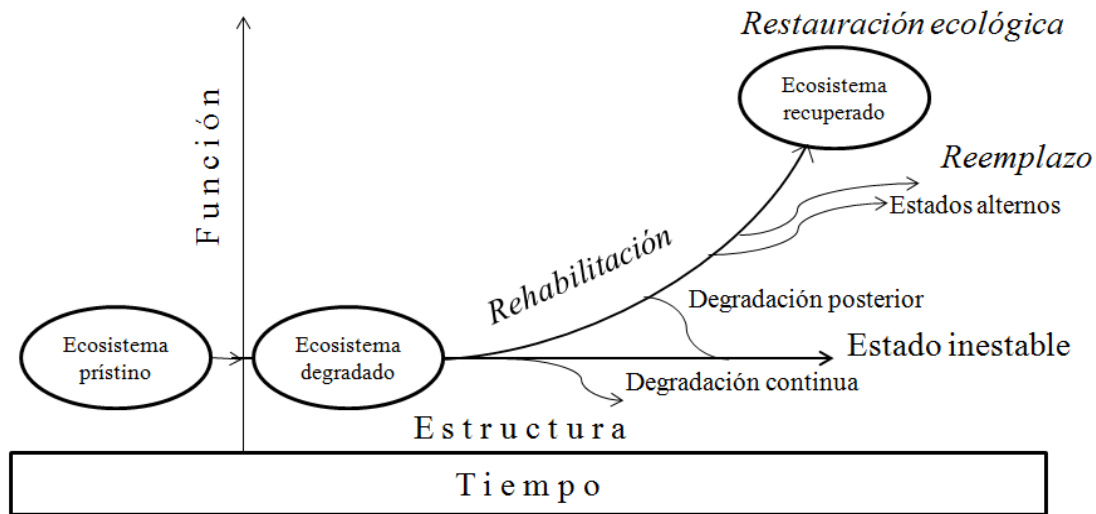 Restauración ecológica
Ecosistema
recuperado
Función
Reemplazo
Estados alternos
Rehabilitación
Degradación posterior
Ecosistema
prístino
Ecosistema
degradado
Estado inestable
Degradación continua
Estructura
Tiempo